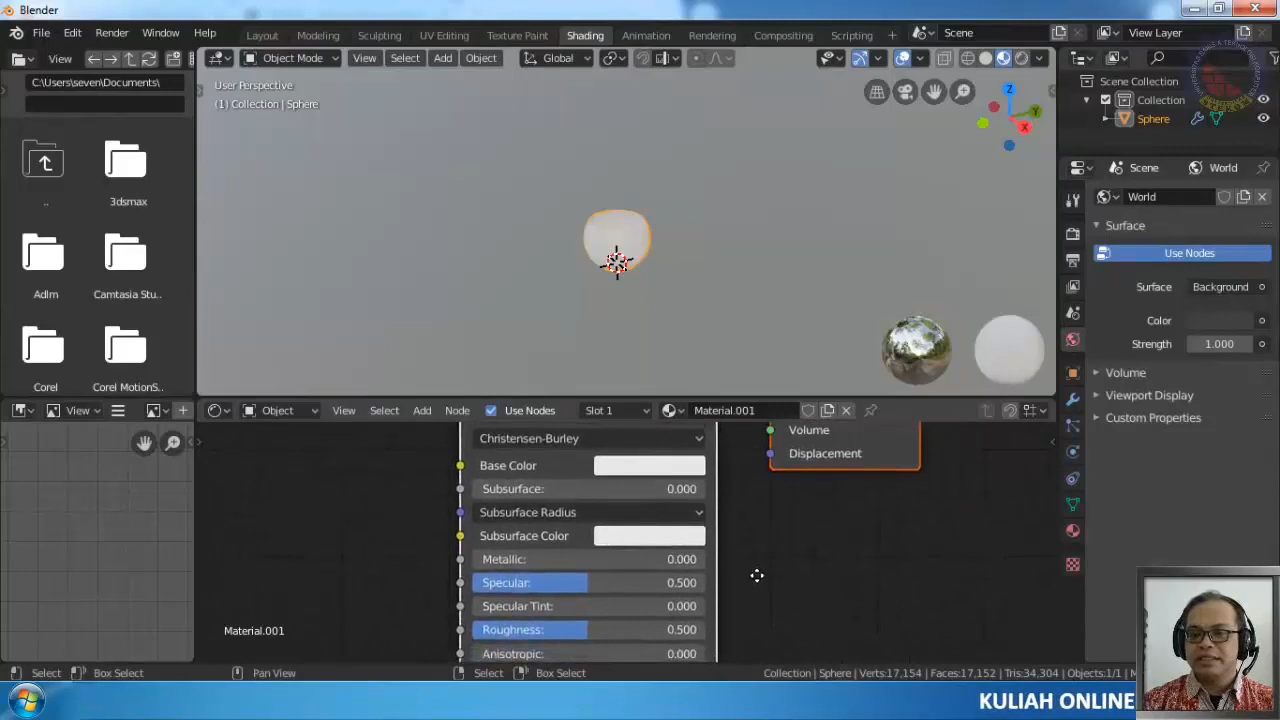 Blender
File Edit Render Window Help
Layout Modeling Sculpting UV Editing Texture Paint Shading Animation Rendering Compositing Scripting +
Scene
View Layer
View
Object Mode View Select Add Object Global
C:\Users\seven\Documents\
User Perspective
(1) Collection | Sphere
Z
Y
X
Scene Collection
Collection
Sphere
Scene World
World
Surface
Use Nodes
Surface Background
Color
Strength 1.000
Volume
Viewport Display
Custom Properties
..
3dsmax
Adlm
Camtasia Stu..
Corel
Corel MotionS..
View
Object View Select Add Node Use Nodes Slot 1 Material.001
Christensen-Burley
Base Color
Subsurface: 0.000
Subsurface Radius
Subsurface Color
Metallic: 0.000
Specular: 0.500
Specular Tint: 0.000
Roughness: 0.500
Anisotropic: 0.000
Volume
Displacement
Material.001
Select Box Select Pan View Select Box Select
Collection | Sphere | Verts:17,154 | Faces:17,152 | Tris:34,304 | Objects:1/1 | M
KULIAH ONLINE